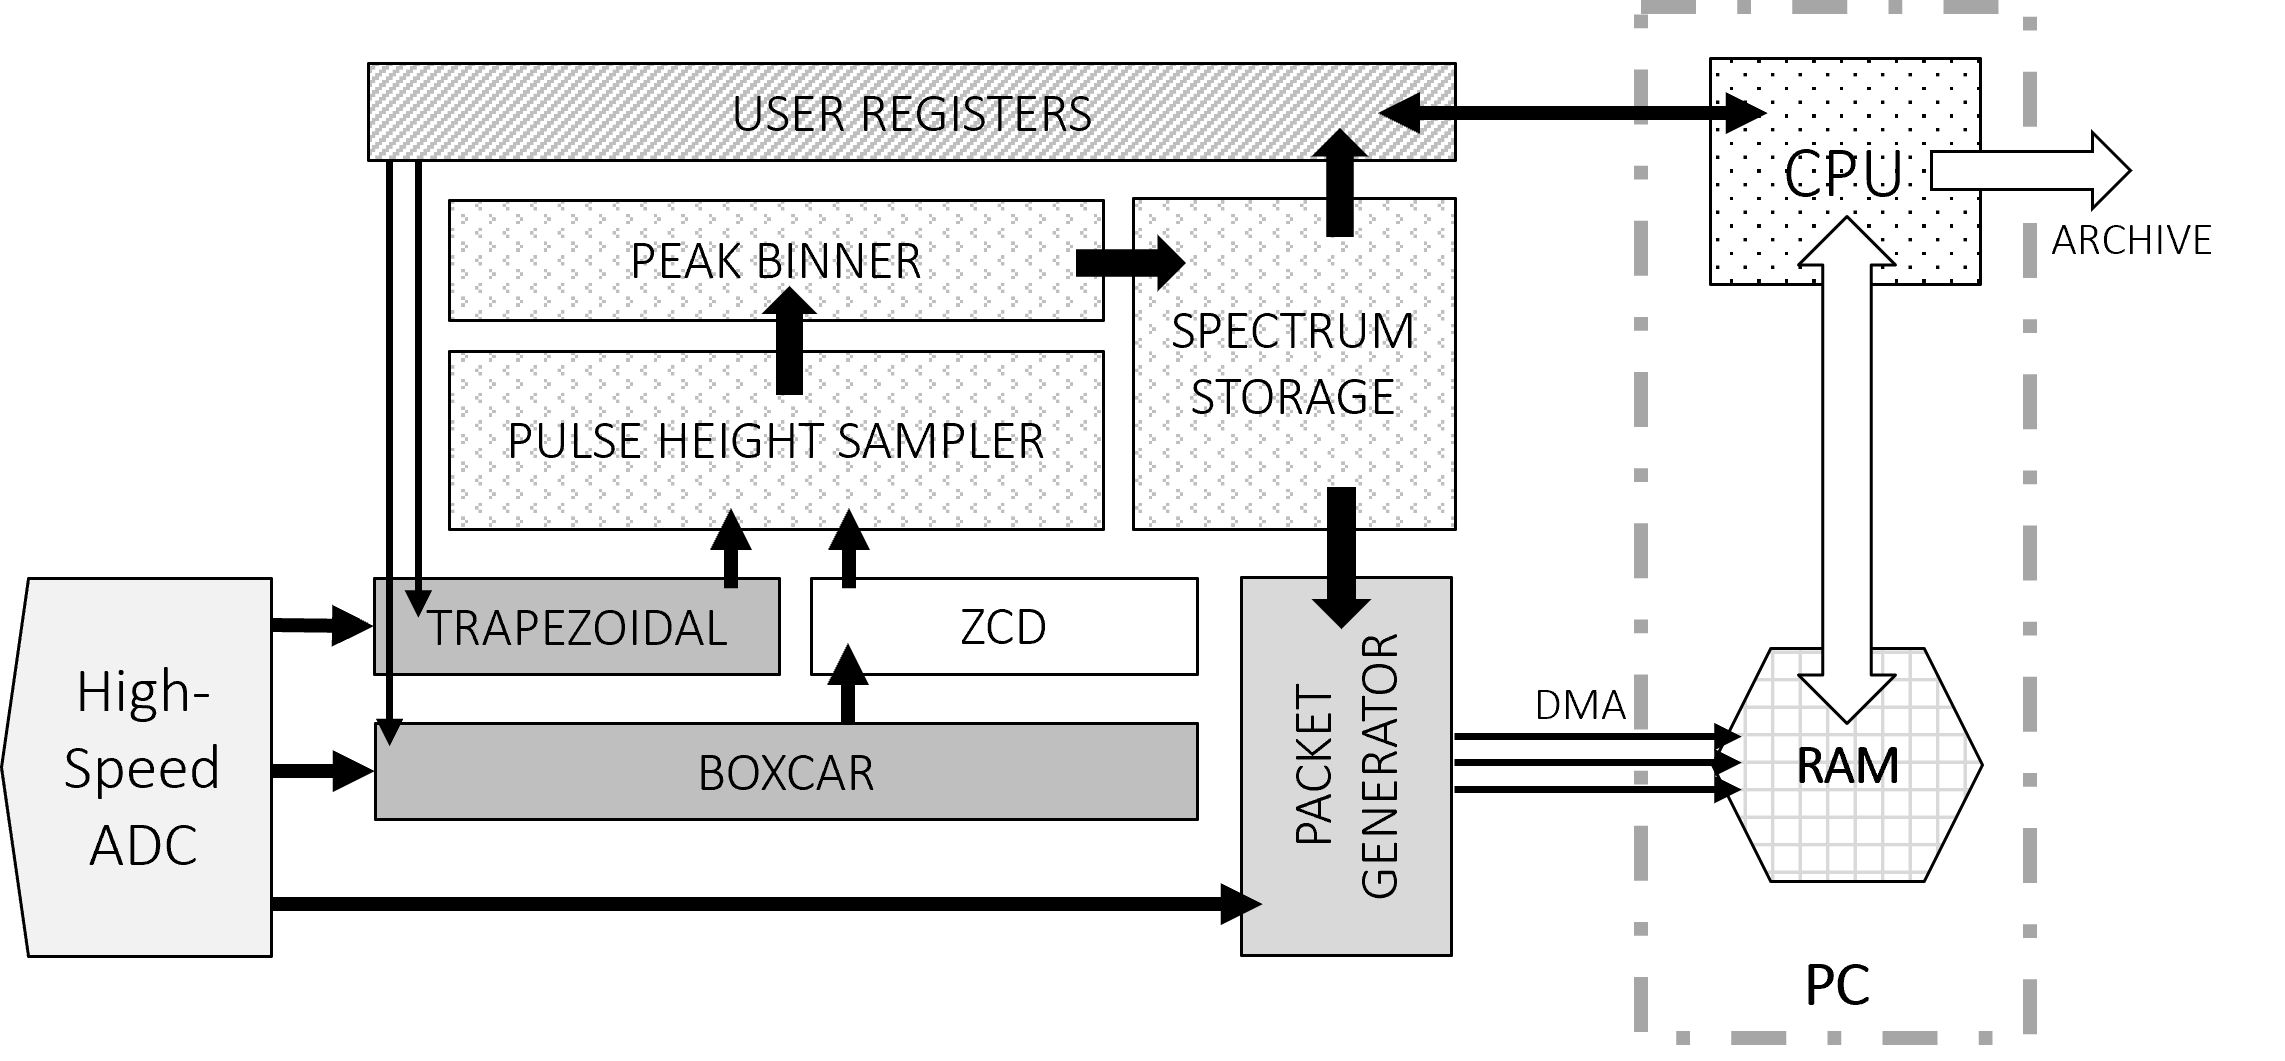 USER REGISTERS
CPU
ARCHIVE
PEAK BINNER
SPECTRUM
STORAGE
PULSE HEIGHT SAMPLER
TRAPEZOIDAL
ZCD
High-
Speed
ADC
BOXCAR
PACKET
GENERATOR
DMA
RAM
PC